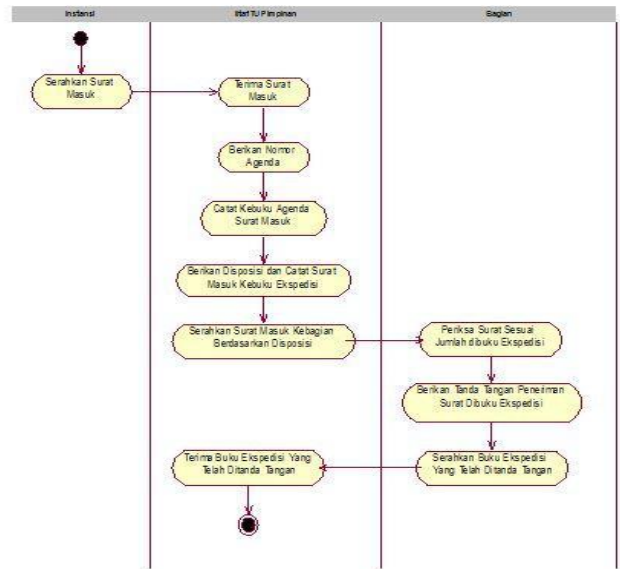 Instansi
Staf TU Pimpinan
Bagian
Serahkan Surat
Masuk
Terima Surat
Masuk
Berikan Nomor
Agenda
Catat Kebuku Agenda
Surat Masuk
Berikan Disposisi dan Catat Surat
Masuk Kebuku Ekspedisi
Serahkan Surat Masuk Kebagian
Berdasarkan Disposisi
Periksa Surat Sesuai
Jumlah dibuku Ekspedisi
Berikan Tanda Tangan Peneriman
Surat Dibuku Ekspedisi
Serahkan Buku Ekspedisi
Yang Telah Ditanda Tangan
Terima Buku Ekspedisi Yang
Telah Ditanda Tangan